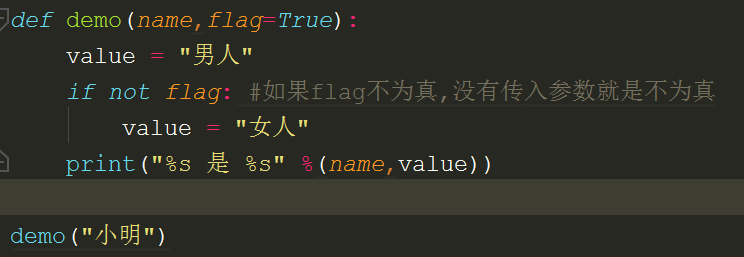 def demo(name,flag=True):
value = "男人"
if not flag: #如果flag不为真,没有传入参数就是不为真
value = "女人"
print("%s 是 %s" %(name,value))
demo("小明")